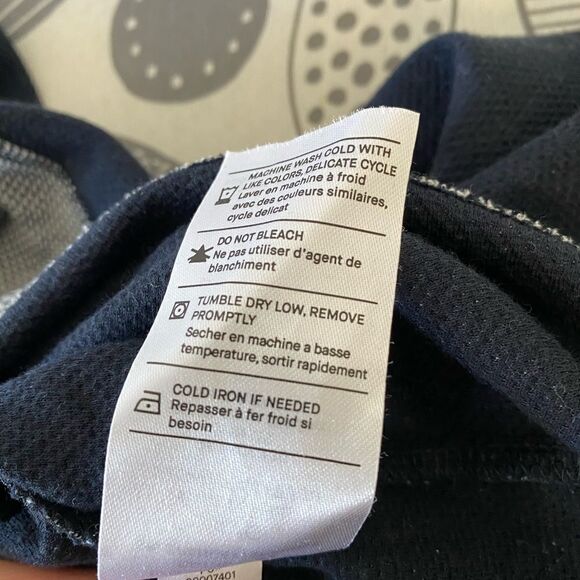 MACHINE WASH COLD WITH
LIKE COLORS, DELICATE CYCLE
Laver en machine à froid
avec des couleurs similaires,
cycle délicat
DO NOT BLEACH
Ne pas utiliser d'agent de
blanchiment
TUMBLE DRY LOW, REMOVE
PROMPTLY
Secher en machine a basse
temperature, sortir rapidement
COLD IRON IF NEEDED
Repasser à fer froid si
besoin